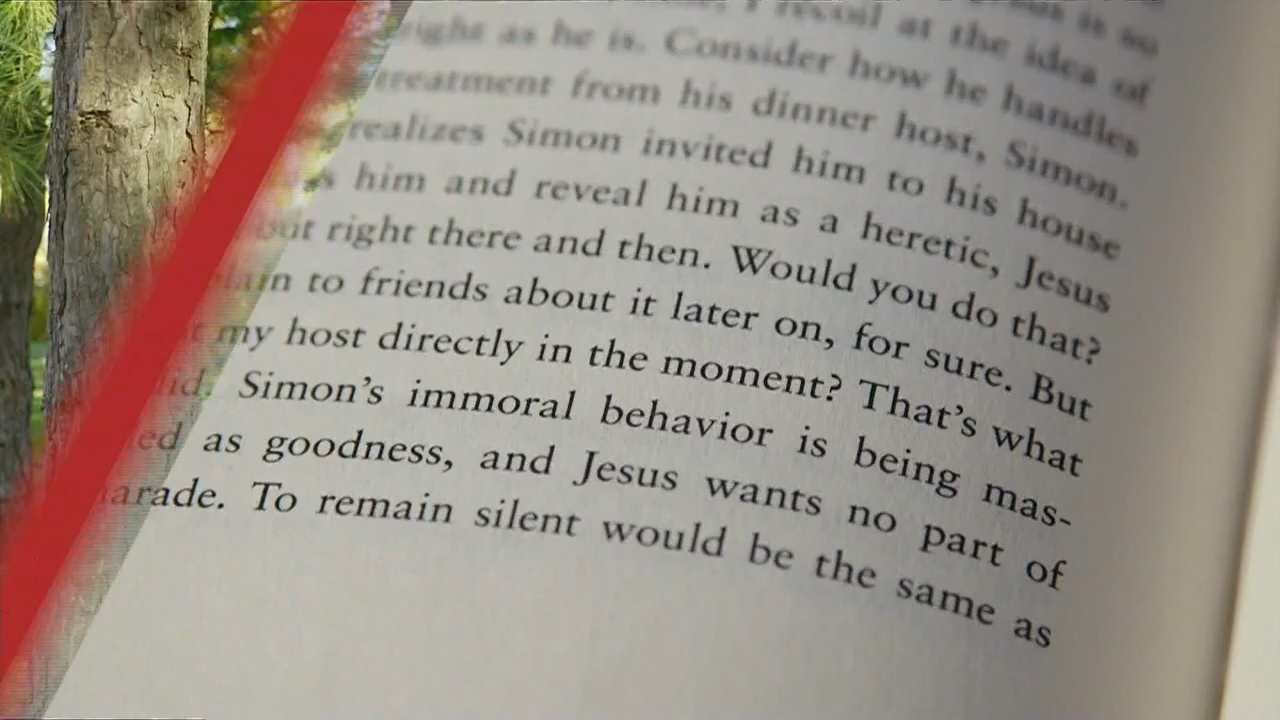 I recoil at the idea of
as he is. Consider how he handles
treatment from his dinner host, Simon.
realizes Simon invited him to his house
him and reveal him as a heretic, Jesus
right there and then. Would you do that?
to friends about it later on, for sure. But
my host directly in the moment? That's what
Simon's immoral behavior is being mas-
as goodness, and Jesus wants no part of
To remain silent would be the same as